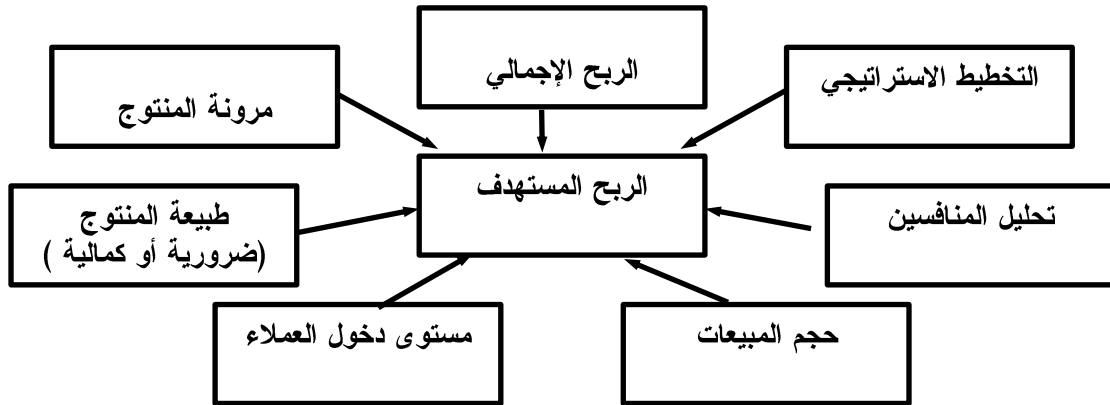 الربح الإجمالي
التخطيط الاستراتيجي
مرونة المنتوج
الربح المستهدف
تحليل المنافسين
طبيعة المنتوج
(ضرورية أو كمالية )
حجم المبيعات
مستوى دخول العملاء